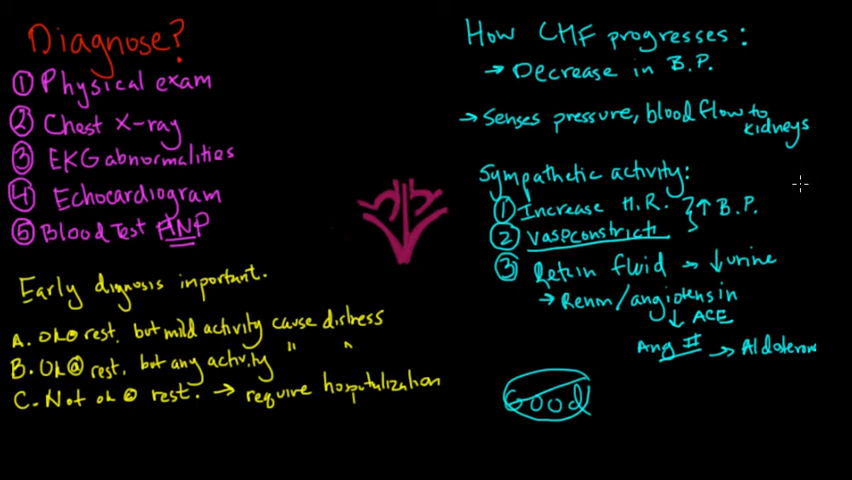 Diagnose?
① Physical exam
② Chest X-ray
③ EKG abnormalities
④ Echocardiogram
⑤ Blood Test ANP
Early dignosis important.
A. Ok @ rest, but mild activity cause distress
B. Ok @ rest, but any activity " "
C. Not ok @ rest. → require hospitalization
How CHF progresses:
→ Decrease in B.P.
→ Senses pressure, blood flow to
kidneys
Sympathetic activity:
① Increase H.R. } ↑ B.P.
② Vasoconstrict
③ Retain fluid → ↓urine
→ Renin/angiotensin
↓ ACE
Ang II → Aldosterone
Good